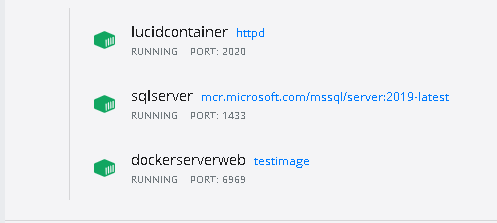 lucidcontainer httpd
RUNNING PORT: 2020
sqlserver mcr.microsoft.com/mssql/server:2019-latest
RUNNING PORT: 1433
dockerserverweb testimage
RUNNING PORT: 6969